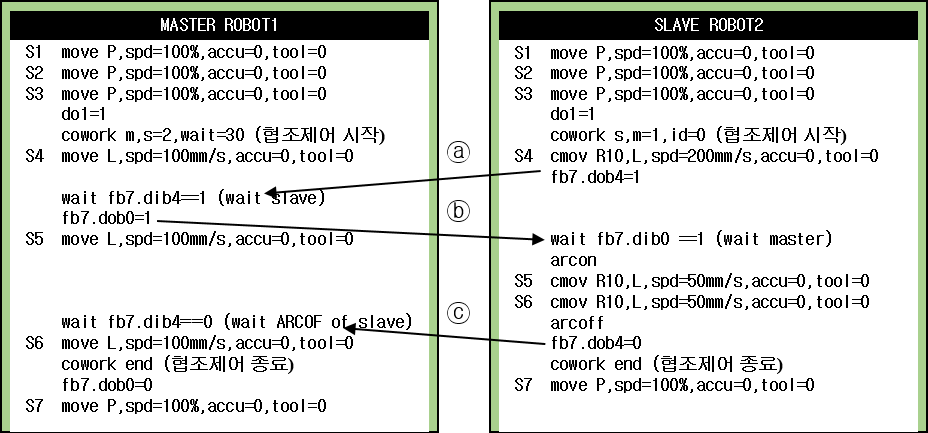 MASTER ROBOT1
S1 move P,spd=100%,accu=0,tool=0
S2 move P,spd=100%,accu=0,tool=0
S3 move P,spd=100%,accu=0,tool=0
do1=1
cowork m,s=2,wait=30 (협조제어 시작)
S4 move L,spd=100mm/s,accu=0,tool=0
wait fb7.dib4==1 (wait slave)
fb7.dob0=1
S5 move L,spd=100mm/s,accu=0,tool=0
wait fb7.dib4==0 (wait ARCOF of slave)
S6 move L,spd=100mm/s,accu=0,tool=0
cowork end (협조제어 종료)
fb7.dob0=0
S7 move P,spd=100%,accu=0,tool=0
ⓐ
ⓑ
ⓒ
SLAVE ROBOT2
S1 move P,spd=100%,accu=0,tool=0
S2 move P,spd=100%,accu=0,tool=0
S3 move P,spd=100%,accu=0,tool=0
do1=1
cowork s,m=1,id=0 (협조제어 시작)
S4 cmov R10,L,spd=200mm/s,accu=0,tool=0
fb7.dob4=1
wait fb7.dib0 ==1 (wait master)
arcon
S5 cmov R10,L,spd=50mm/s,accu=0,tool=0
S6 cmov R10,L,spd=50mm/s,accu=0,tool=0
arcoff
fb7.dob4=0
cowork end (협조제어 종료)
S7 move P,spd=100%,accu=0,tool=0